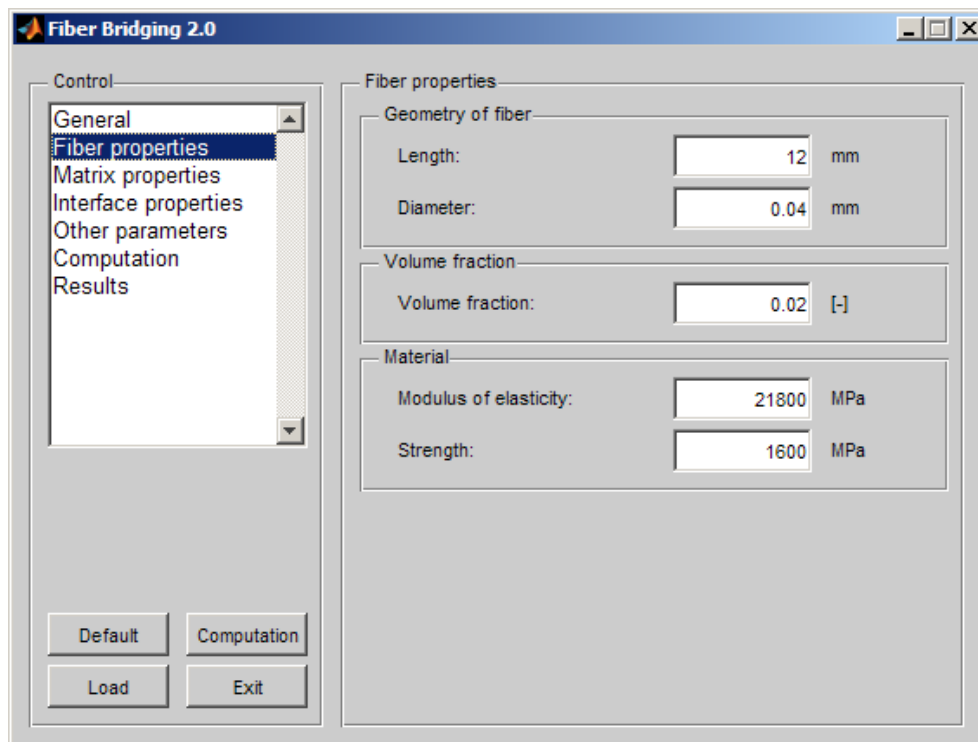 Fiber Bridging 2.0
Control
General
Fiber properties
Matrix properties
Interface properties
Other parameters
Computation
Results
Default
Computation
Load
Exit
Fiber properties
Geometry of fiber
Length: 12 mm
Diameter: 0.04 mm
Volume fraction
Volume fraction: 0.02 [-]
Material
Modulus of elasticity: 21800 MPa
Strength: 1600 MPa